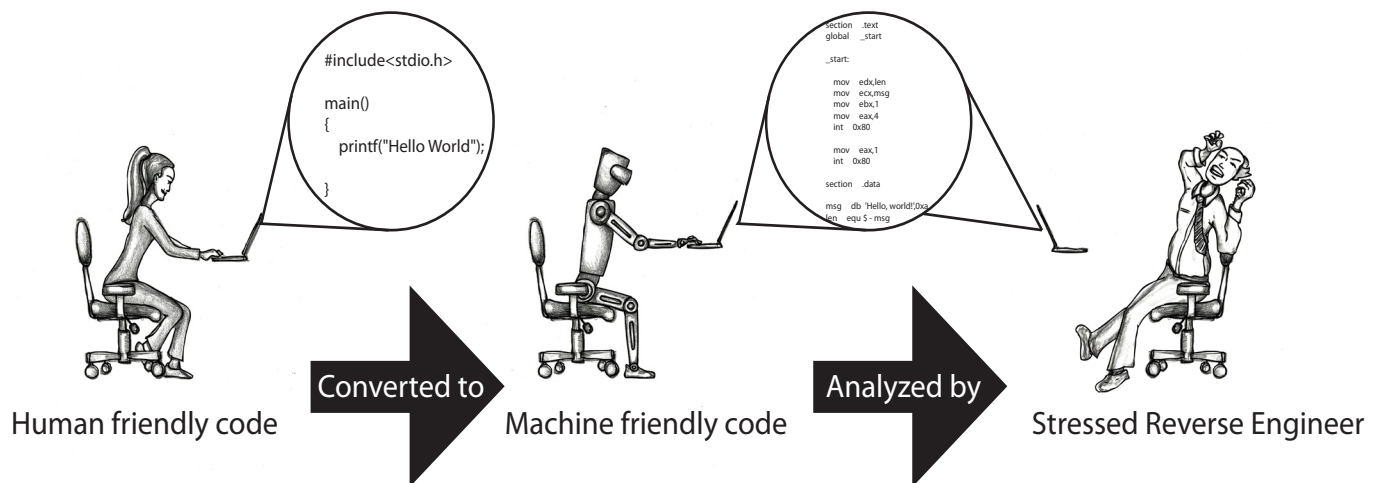 #include<stdio.h>
main()
{
printf("Hello World");
}
section .text
global _start
_start:
mov edx,len
mov ecx,msg
mov ebx,1
mov eax,4
int 0x80
mov eax,1
int 0x80
section .data
msg db 'Hello, world!',0xa
len equ $ - msg
Converted to
Analyzed by
Human friendly code
Machine friendly code
Stressed Reverse Engineer